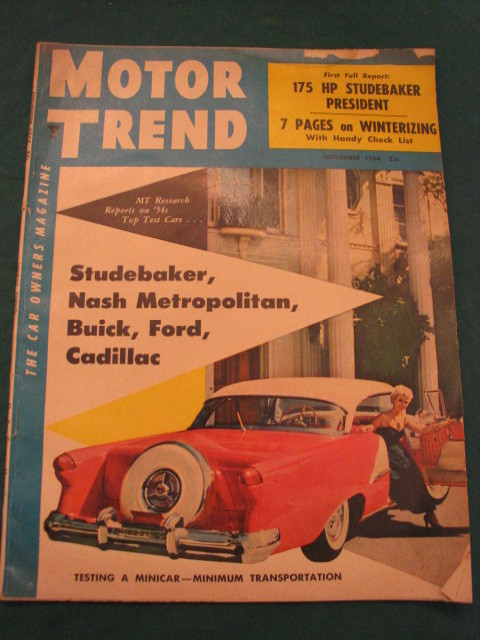 MOTOR
TREND
First Full Report:
175 HP STUDEBAKER
PRESIDENT
7 PAGES on WINTERIZING
With Handy Check List
NOVEMBER 1954 25c
THE CAR OWNERS MAGAZINE
MT Research
Reports on '54s
Top Test Cars . . .
Studebaker,
Nash Metropolitan,
Buick, Ford,
Cadillac
TESTING A MINICAR—MINIMUM TRANSPORTATION